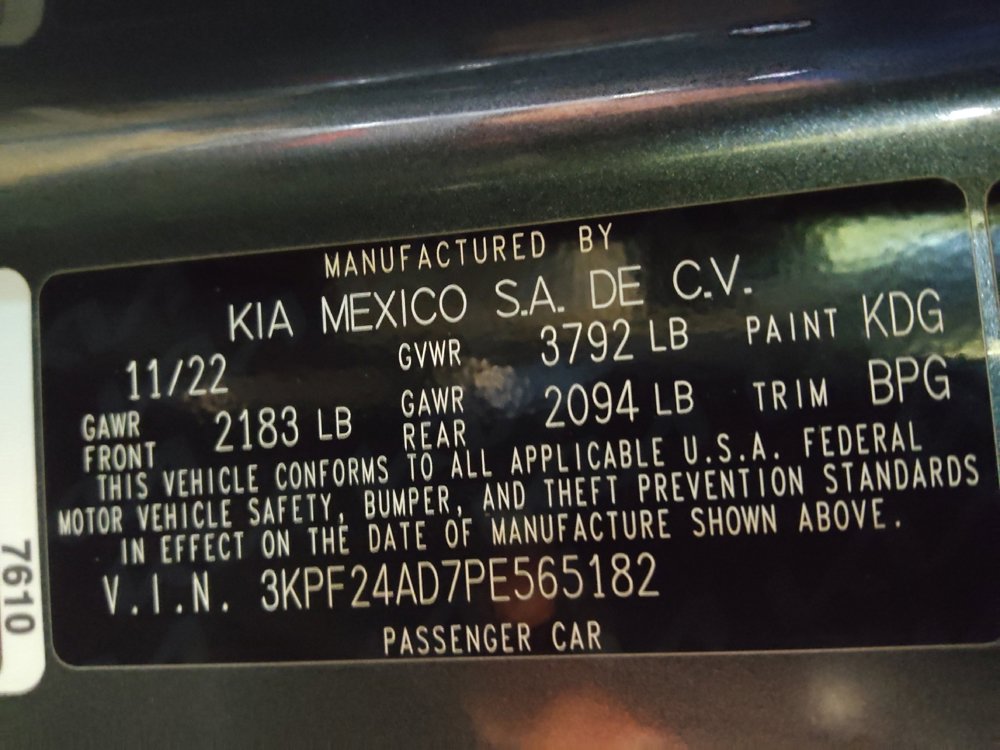 MANUFACTURED BY
KIA MEXICO S.A. DE C.V.
11/22 GVWR 3792 LB PAINT KDG
GAWR FRONT 2183 LB GAWR REAR 2094 LB TRIM BPG
THIS VEHICLE CONFORMS TO ALL APPLICABLE U.S.A. FEDERAL
MOTOR VEHICLE SAFETY, BUMPER, AND THEFT PREVENTION STANDARDS
IN EFFECT ON THE DATE OF MANUFACTURE SHOWN ABOVE.
V.I.N. 3KPF24AD7PE565182
PASSENGER CAR
7610